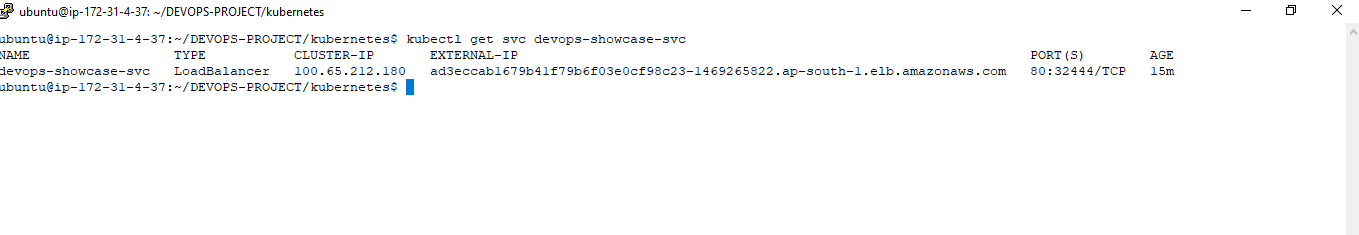 ubuntu@ip-172-31-4-37: ~/DEVOPS-PROJECT/kubernetes
ubuntu@ip-172-31-4-37:~/DEVOPS-PROJECT/kubernetes$ kubectl get svc devops-showcase-svc
NAME TYPE CLUSTER-IP EXTERNAL-IP PORT(S) AGE
devops-showcase-svc LoadBalancer 100.65.212.180 ad3eccab1679b41f79b6f03e0cf98c23-1469265822.ap-south-1.elb.amazonaws.com 80:32444/TCP 15m
ubuntu@ip-172-31-4-37:~/DEVOPS-PROJECT/kubernetes$